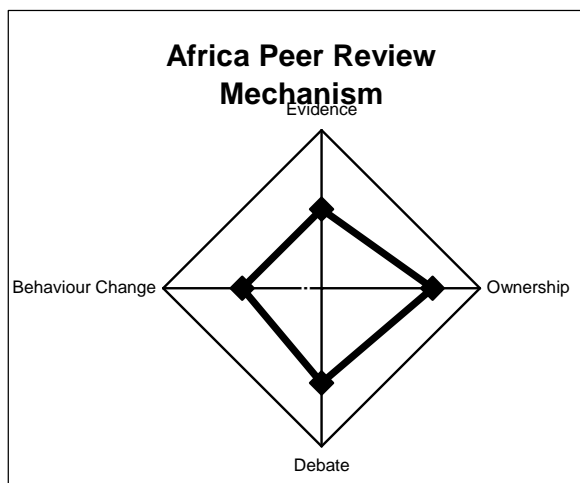 Africa Peer Review
Mechanism
Evidence
Behaviour Change
Ownership
Debate